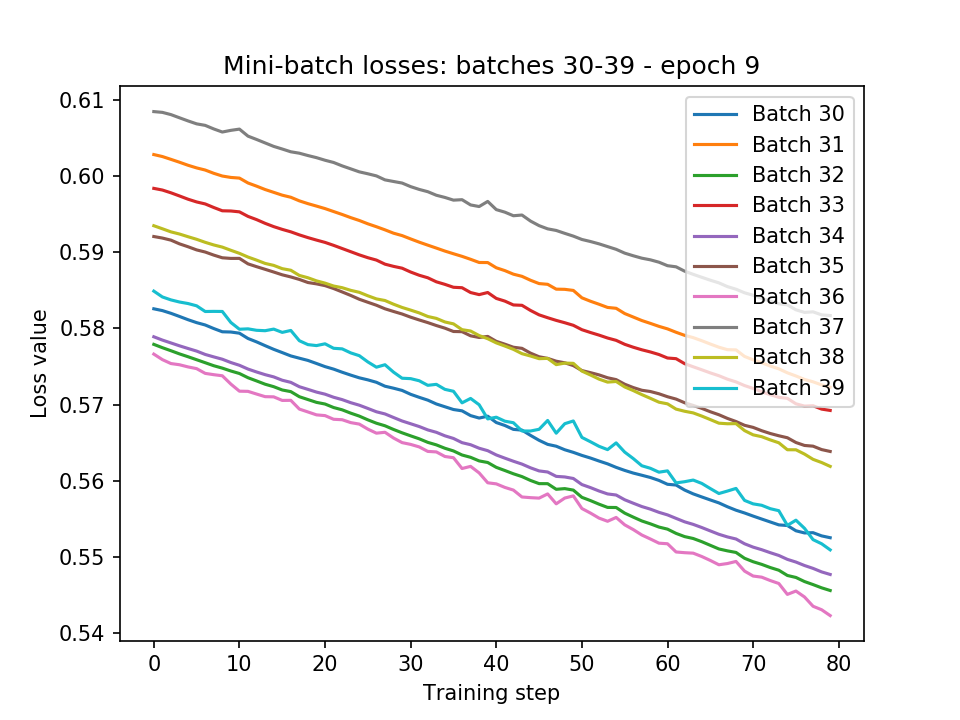 Mini-batch losses: batches 30-39 - epoch 9
Loss value
0.61
0.60
0.59
0.58
0.57
0.56
0.55
0.54
0
10
20
30
40
50
60
70
80
Training step
Batch 30
Batch 31
Batch 32
Batch 33
Batch 34
Batch 35
Batch 36
Batch 37
Batch 38
Batch 39